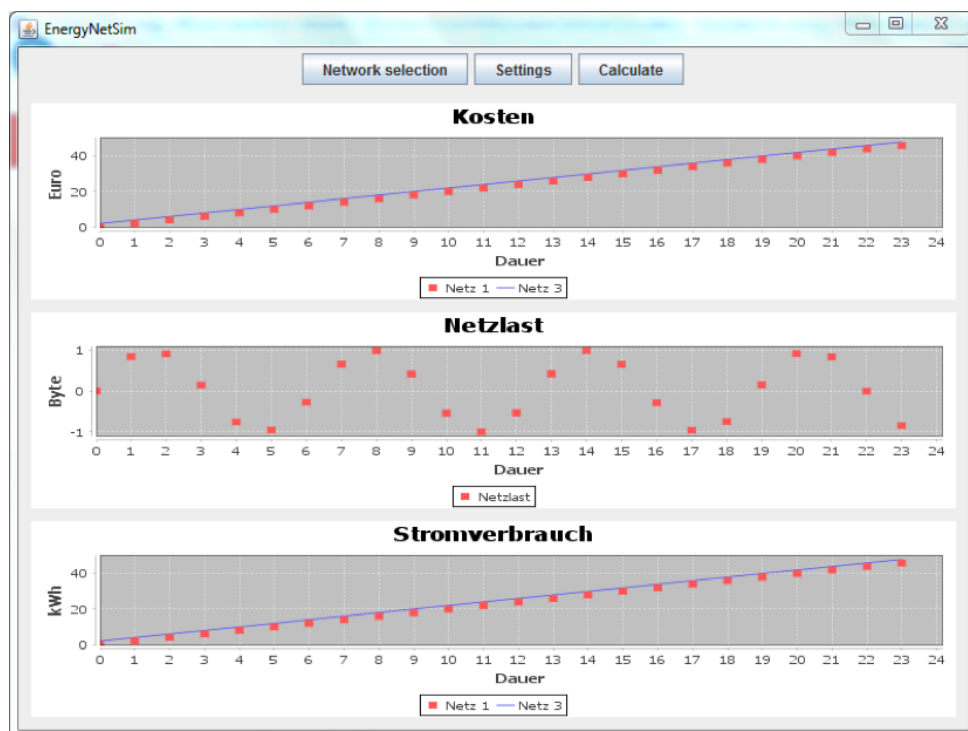 EnergyNetSim
Network selection Settings Calculate
Kosten
Euro
40
20
0
0 1 2 3 4 5 6 7 8 9 10 11 12 13 14 15 16 17 18 19 20 21 22 23 24
Dauer
Netz 1 Netz 3
Netzlast
Byte
1
0
-1
0 1 2 3 4 5 6 7 8 9 10 11 12 13 14 15 16 17 18 19 20 21 22 23 24
Dauer
Netzlast
Stromverbrauch
kWh
40
20
0
0 1 2 3 4 5 6 7 8 9 10 11 12 13 14 15 16 17 18 19 20 21 22 23 24
Dauer
Netz 1 Netz 3